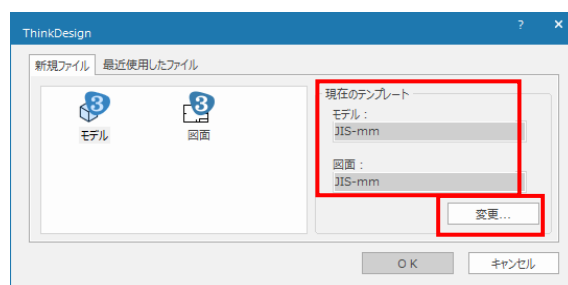 ThinkDesign
? ×
新規ファイル 最近使用したファイル
3
モデル
3
図面
現在のテンプレート
モデル：
JIS-mm
図面：
JIS-mm
変更...
OK キャンセル